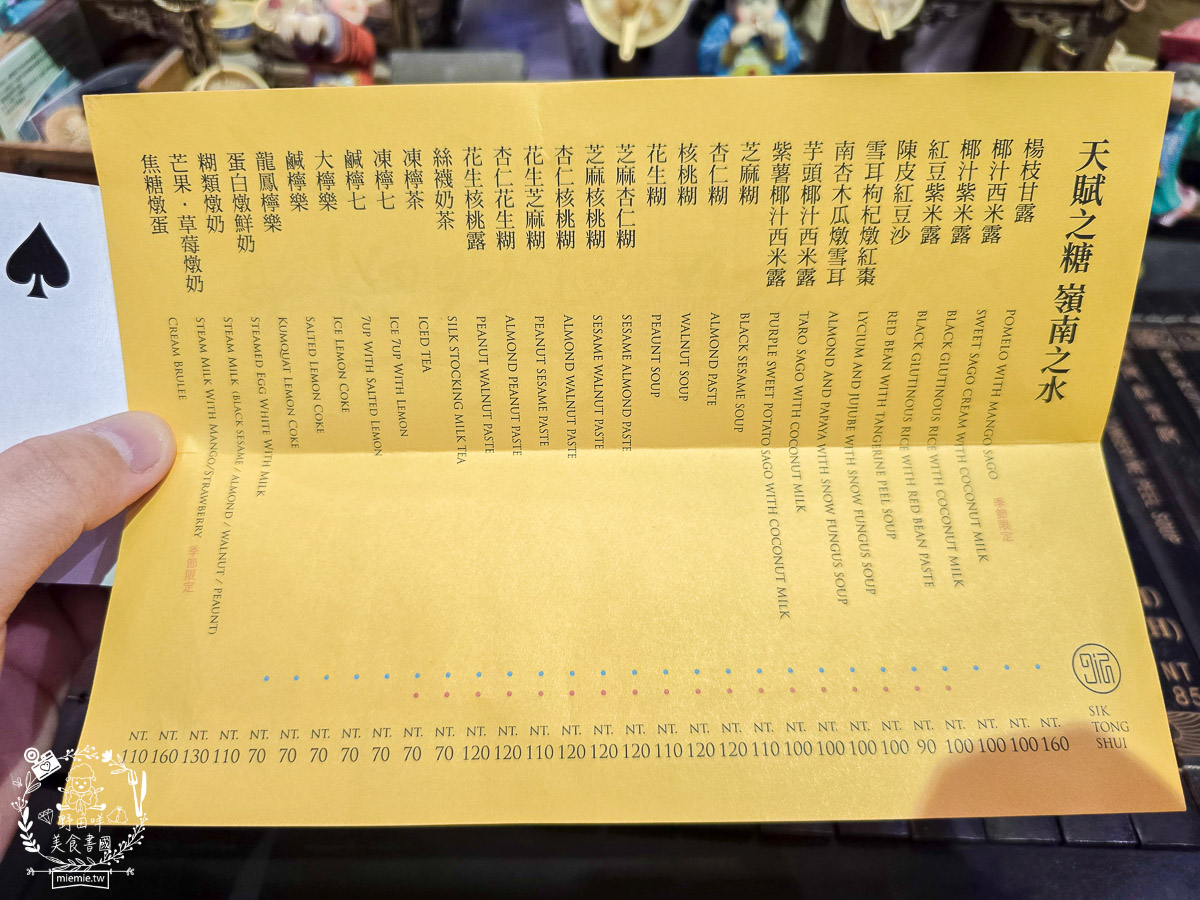 天賦之糖 嶺南之水
楊枝甘露 POMELO WITH MANGO SAGO 季節限定 NT. 160
椰汁西米露 SWEET SAGO CREAM WITH COCONUT MILK NT. 100
椰汁紫米露 BLACK GLUTINOUS RICE WITH COCONUT MILK NT. 100
紅豆紫米露 BLACK GLUTINOUS RICE WITH RED BEAN PASTE NT. 100
陳皮紅豆沙 RED BEAN WITH TANGERINE PEEL SOUP NT. 90
雪耳枸杞燉紅棗 LYCIUM AND JUJUBE WITH SNOW FUNGUS SOUP NT. 100
南杏木瓜燉雪耳 ALMOND AND PAPAYA WITH SNOW FUNGUS SOUP NT. 100
芋頭椰汁西米露 TARO SAGO WITH COCONUT MILK NT. 100
紫薯椰汁西米露 PURPLE SWEET POTATO SAGO WITH COCONUT MILK NT. 100
芝麻糊 BLACK SESAME SOUP NT. 110
杏仁糊 ALMOND PASTE NT. 120
核桃糊 WALNUT SOUP NT. 120
花生糊 PEAUNT SOUP NT. 110
芝麻杏仁糊 SESAME ALMOND PASTE NT. 120
芝麻核桃糊 SESAME WALNUT PASTE NT. 120
杏仁核桃糊 ALMOND WALNUT PASTE NT. 120
花生芝麻糊 PEANUT SESAME PASTE NT. 110
杏仁花生糊 ALMOND PEANUT PASTE NT. 120
花生核桃露 PEANUT WALNUT PASTE NT. 120
絲襪奶茶 SILK STOCKING MILK TEA NT. 70
凍檸茶 ICED TEA NT. 70
凍檸七 ICE 7UP WITH LEMON NT. 70
鹹檸七 7UP WITH SALTED LEMON NT. 70
大檸樂 ICE LEMON COKE NT. 70
鹹檸樂 SALTED LEMON COKE NT. 70
龍鳳檸樂 KUMQUAT LEMON COKE NT. 70
蛋白燉鮮奶 STEAMED EGG WHITE WITH MILK NT. 110
糊類燉奶 STEAM MILK (BLACK SESAME / ALMOND / WALNUT / PEAUNT) NT. 130
芒果・草莓燉奶 STEAM MILK WITH MANGO/STRAWBERRY 季節限定 NT. 160
焦糖燉蛋 CREAM BRULEE NT. 110
SIK
TONG
SHUI
NT
85
美食書國
miemie.tw